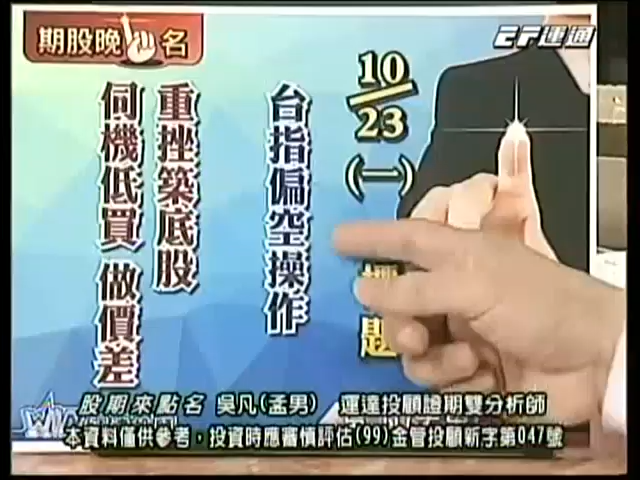 期股晚 名
EF運通
10/23(一) 標題
台指偏空操作
重挫築底股
伺機低買 做價差
股期來點名 吳凡(孟男) 運達投顧證期雙分析師
本資料僅供參考,投資時應審慎評估(99)金管投顧新字第047號